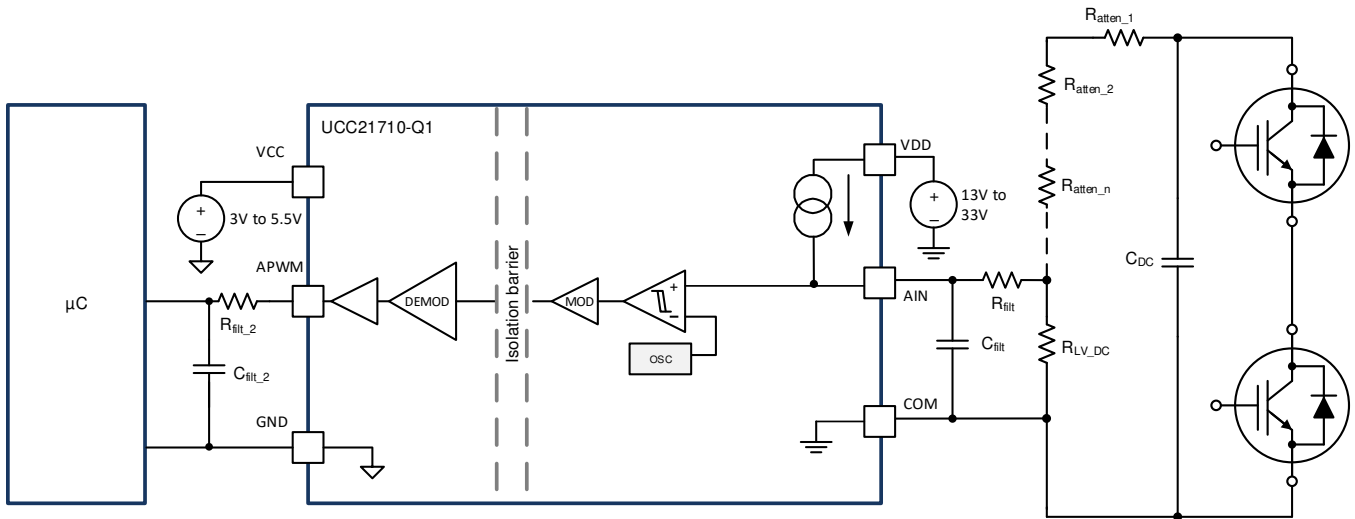 µC
UCC21710-Q1
VCC
+
−
3V to 5.5V
APWM
Rfilt_2
Cfilt_2
GND
DEMOD
Isolation barrier
MOD
+
−
OSC
VDD
+
−
13V to
33V
AIN
Rfilt
Cfilt
COM
Ratten_1
Ratten_2
Ratten_n
RLV_DC
CDC